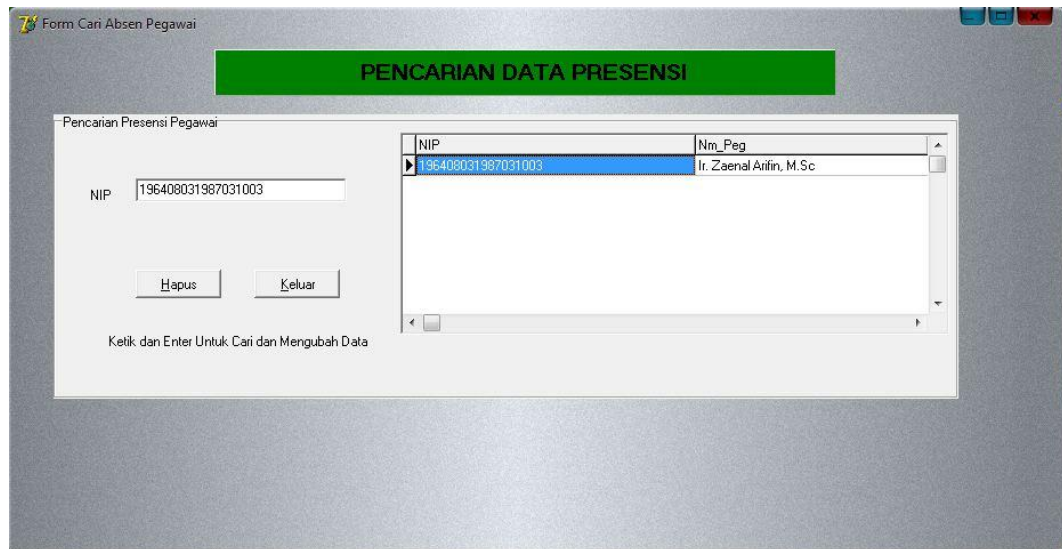 Form Cari Absen Pegawai
PENCARIAN DATA PRESENSI
Pencarian Presensi Pegawai
NIP
196408031987031003
Hapus
Keluar
Ketik dan Enter Untuk Cari dan Mengubah Data
NIP Nm_Peg
196408031987031003 Ir. Zaenal Arifin, M.Sc